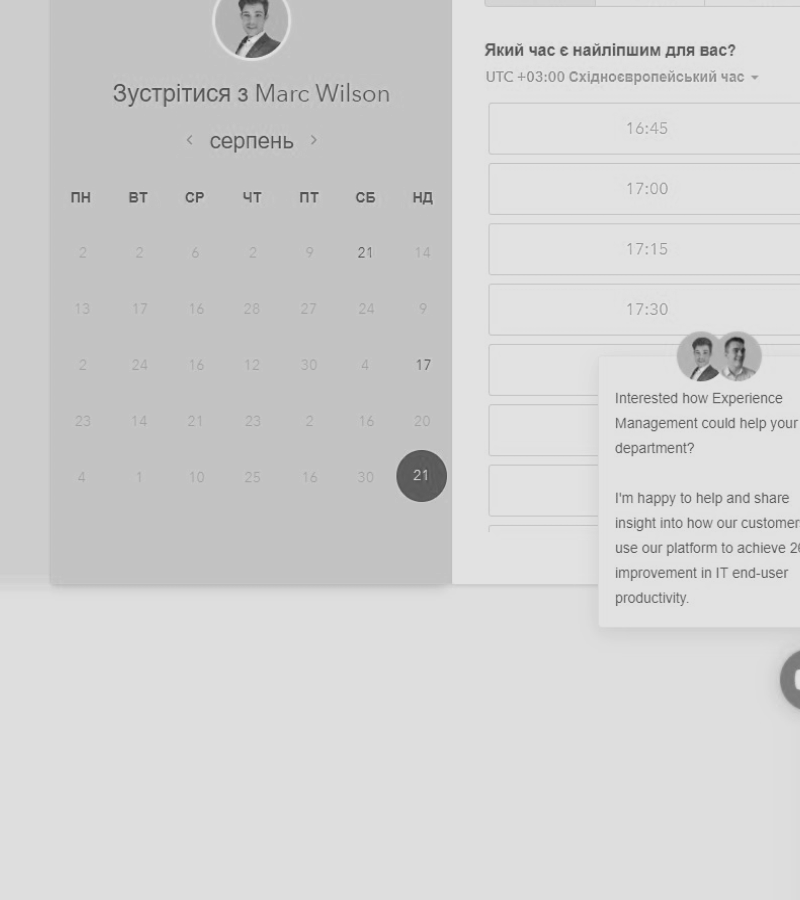 Зустрітися з Marc Wilson
серпень
ПН ВТ СР ЧТ ПТ СБ НД
2 2 6 2 9 21 14
13 17 16 28 27 24 9
2 24 16 12 30 4 17
23 14 21 23 2 16 20
4 1 10 25 16 30 21
Який час є найліпшим для вас?
UTC +03:00 Східноєвропейський час
16:45
17:00
17:15
17:30
Interested how Experience
Management could help your
department?
I'm happy to help and share
insight into how our customer
use our platform to achieve
improvement in IT end-user
productivity.